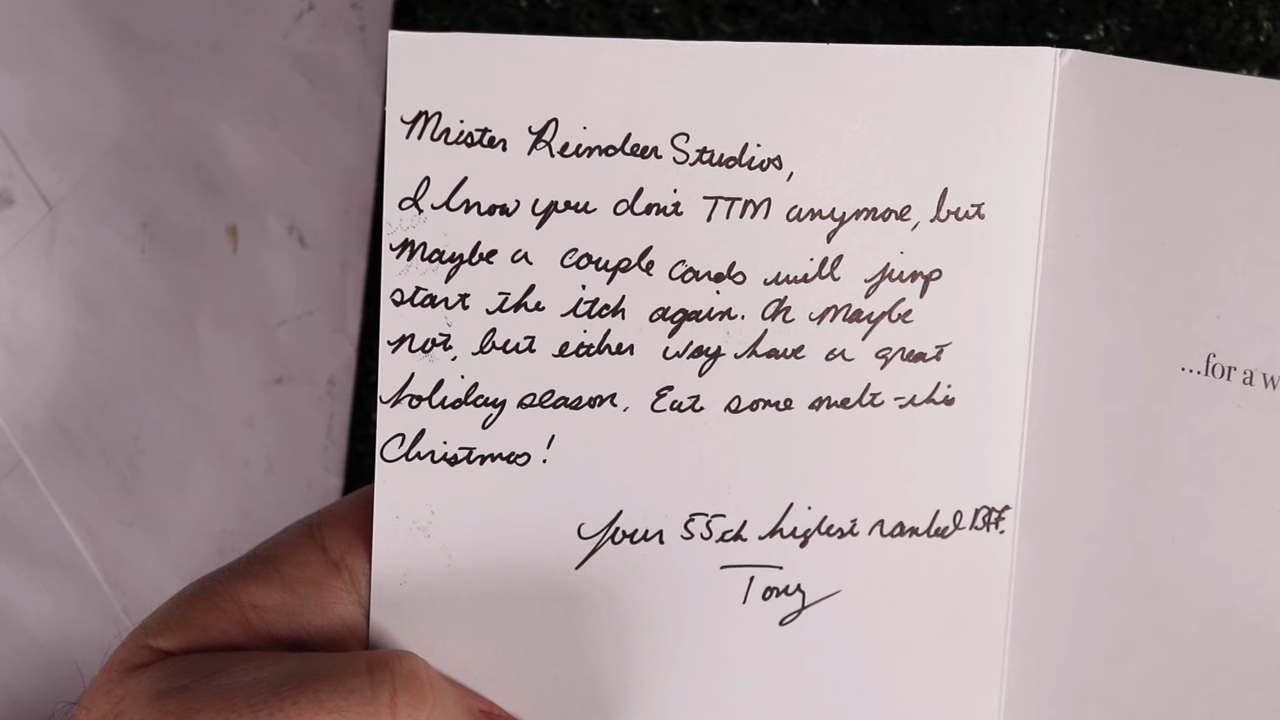 Mrister Reindeer Studios,
I know you don't TTM anymore, but
maybe a couple cards will jump
start the itch again. Or maybe
not, but either way have a great
holiday season. Eat some melt this
Christmas!
Your 55th highest ranked BFF.
Tony
...for a w